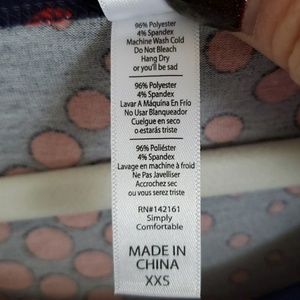 96% Polyester
4% Spandex
Machine Wash Cold
Do Not Bleach
Hang Dry
or you'll be sad
96% Polyester
4% Spandex
Lavar A Máquina En Frío
No Usar Blanqueador
Cuelgue en seco
o estarás triste
96% Poliéster
4% Spandex
Lavage en machine à froid
Ne Pas Javelliser
Accrochez sec
ou vous serez triste
RN#142161
Simply
Comfortable
MADE IN
CHINA
XXS